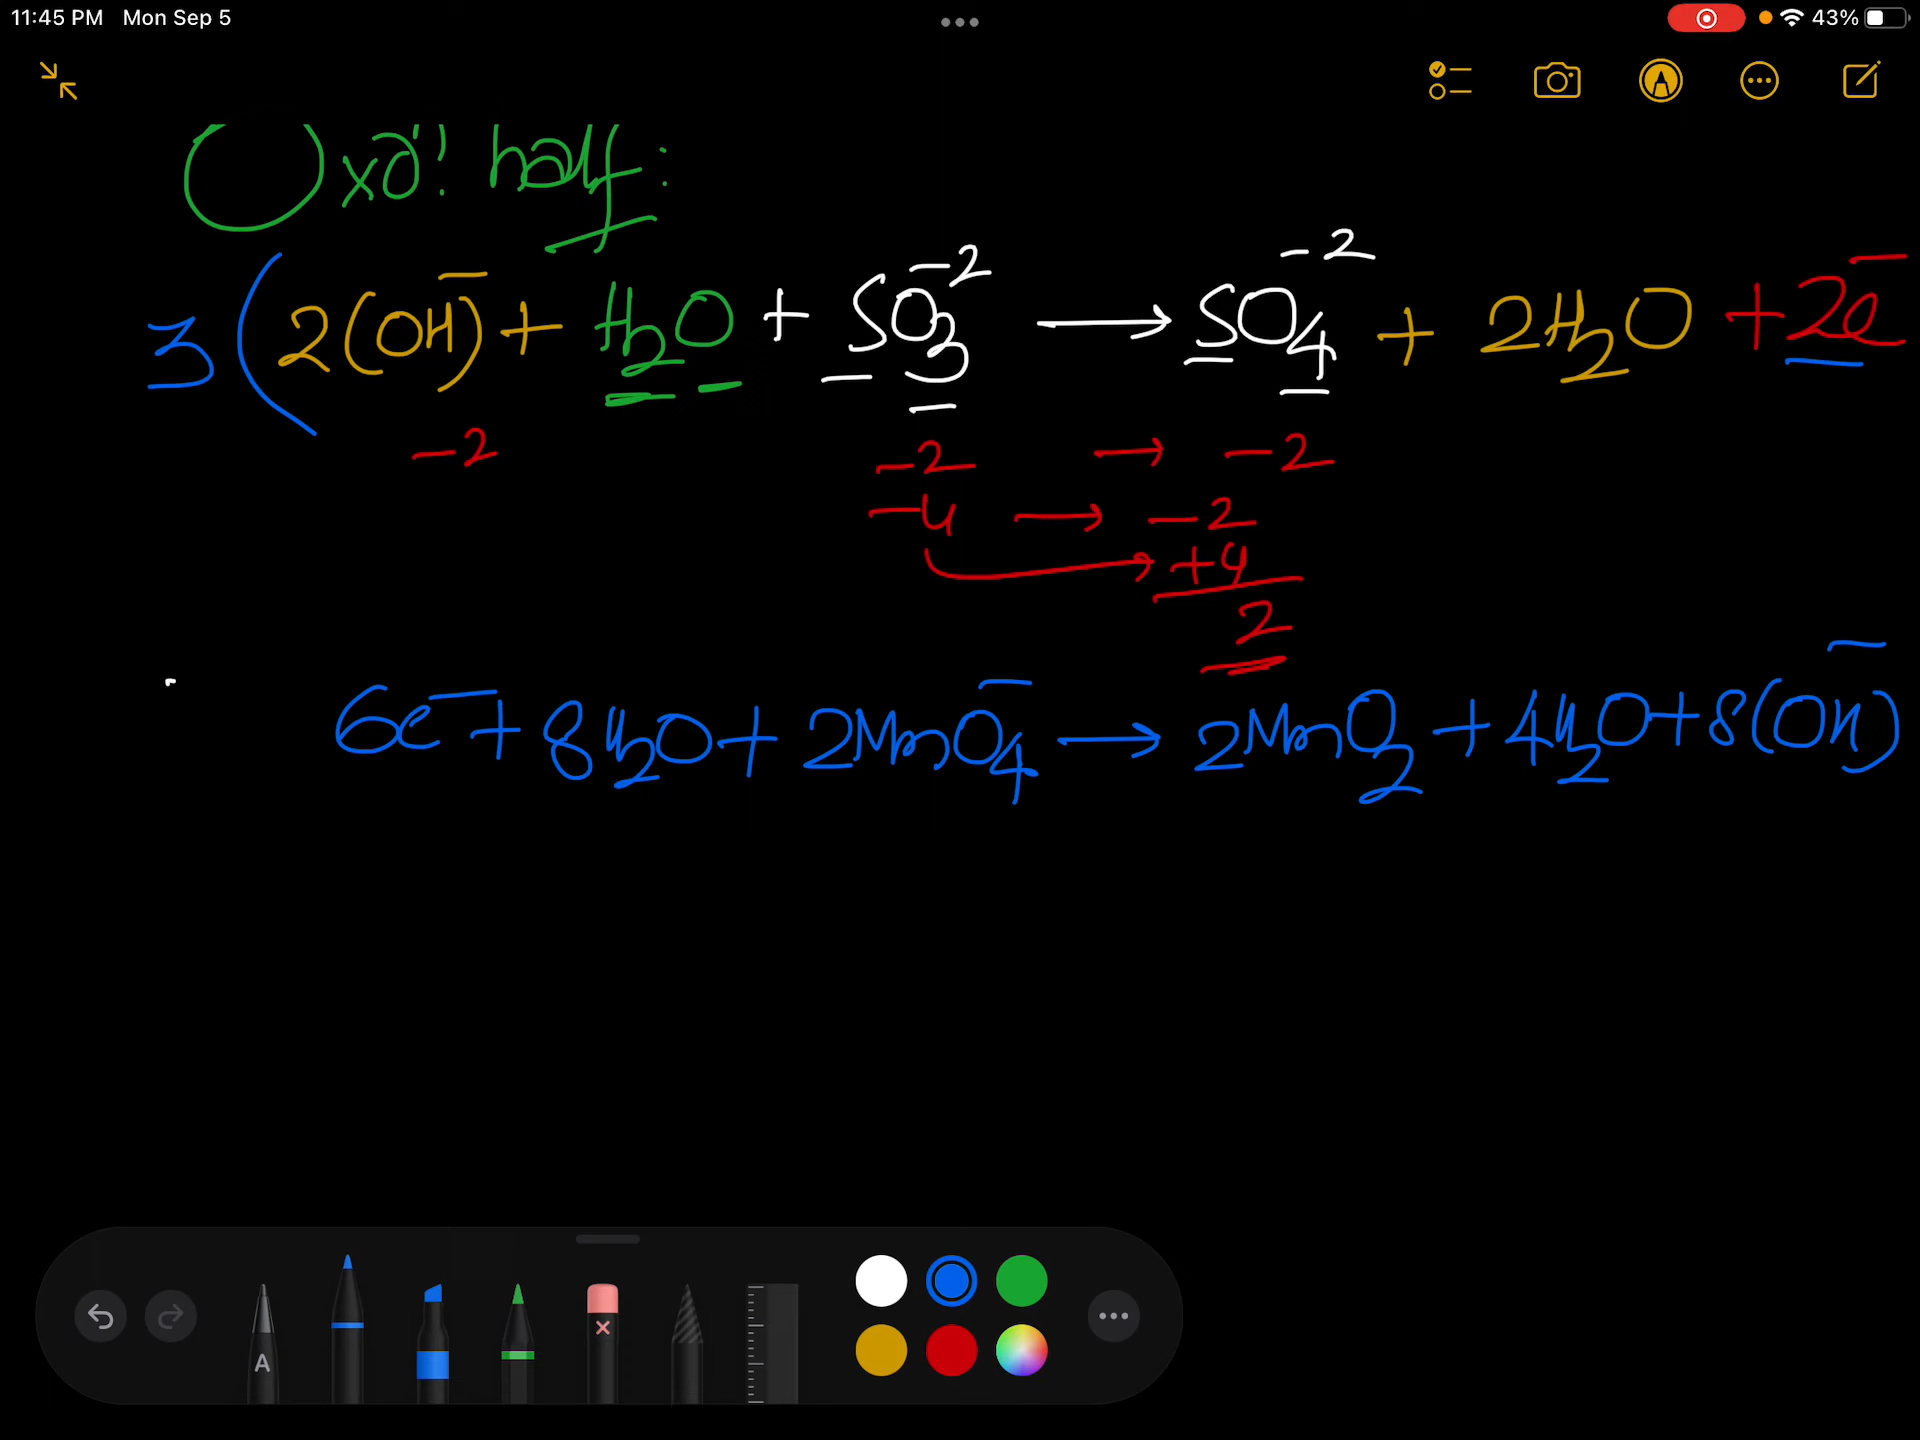 11:45 PM Mon Sep 5 43%
Oxdⁿ! half:
3 ( 2(OH)⁻ + H₂O + SO₃⁻² → SO₄⁻² + 2H₂O + 2e⁻
-2 -2 → -2
-4 → -2
+4
2
6e⁻ + 8H₂O + 2MnO₄⁻ → 2MnO₂ + 4H₂O + 8(OH)⁻
A